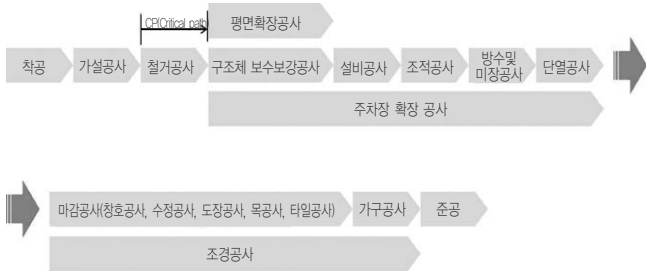 CP(Critical path)
평면확장공사
착공
가설공사
철거공사
구조체 보수보강공사
설비공사
조적공사
방수및
미장공사
단열공사
주차장 확장 공사
마감공사(창호공사, 수정공사, 도장공사, 목공사, 타일공사)
가구공사
준공
조경공사